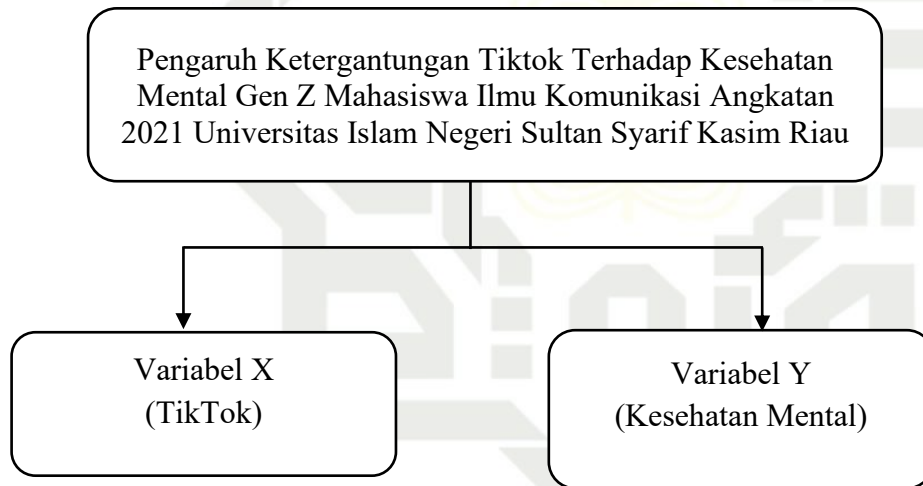 Pengaruh Ketergantungan Tiktok Terhadap Kesehatan
Mental Gen Z Mahasiswa Ilmu Komunikasi Angkatan
2021 Universitas Islam Negeri Sultan Syarif Kasim Riau
Variabel X
(TikTok)
Variabel Y
(Kesehatan Mental)